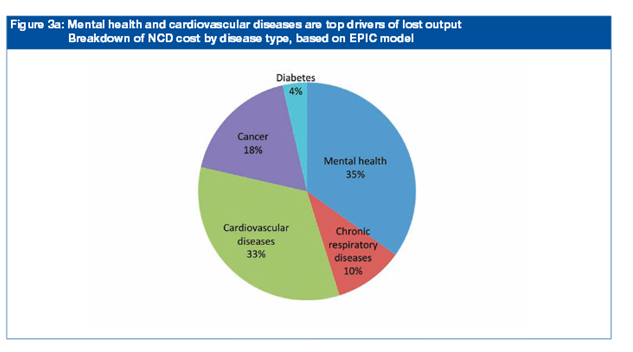 Figure 3a: Mental health and cardiovascular diseases are top drivers of lost output
Breakdown of NCD cost by disease type, based on EPIC model
Diabetes
4%
Mental health
35%
Chronic
respiratory
diseases
10%
Cardiovascular
diseases
33%
Cancer
18%